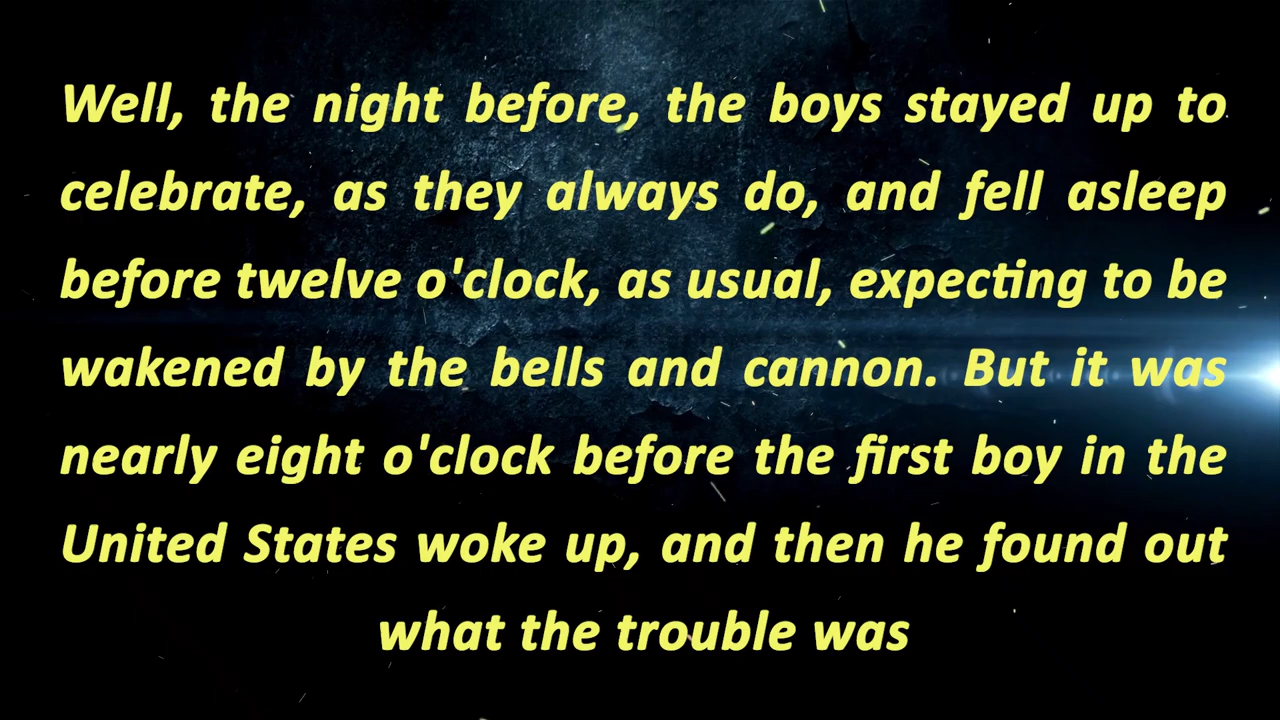 Well, the night before, the boys stayed up to
celebrate, as they always do, and fell asleep
before twelve o'clock, as usual, expecting to be
wakened by the bells and cannon. But it was
nearly eight o'clock before the first boy in the
United States woke up, and then he found out
what the trouble was